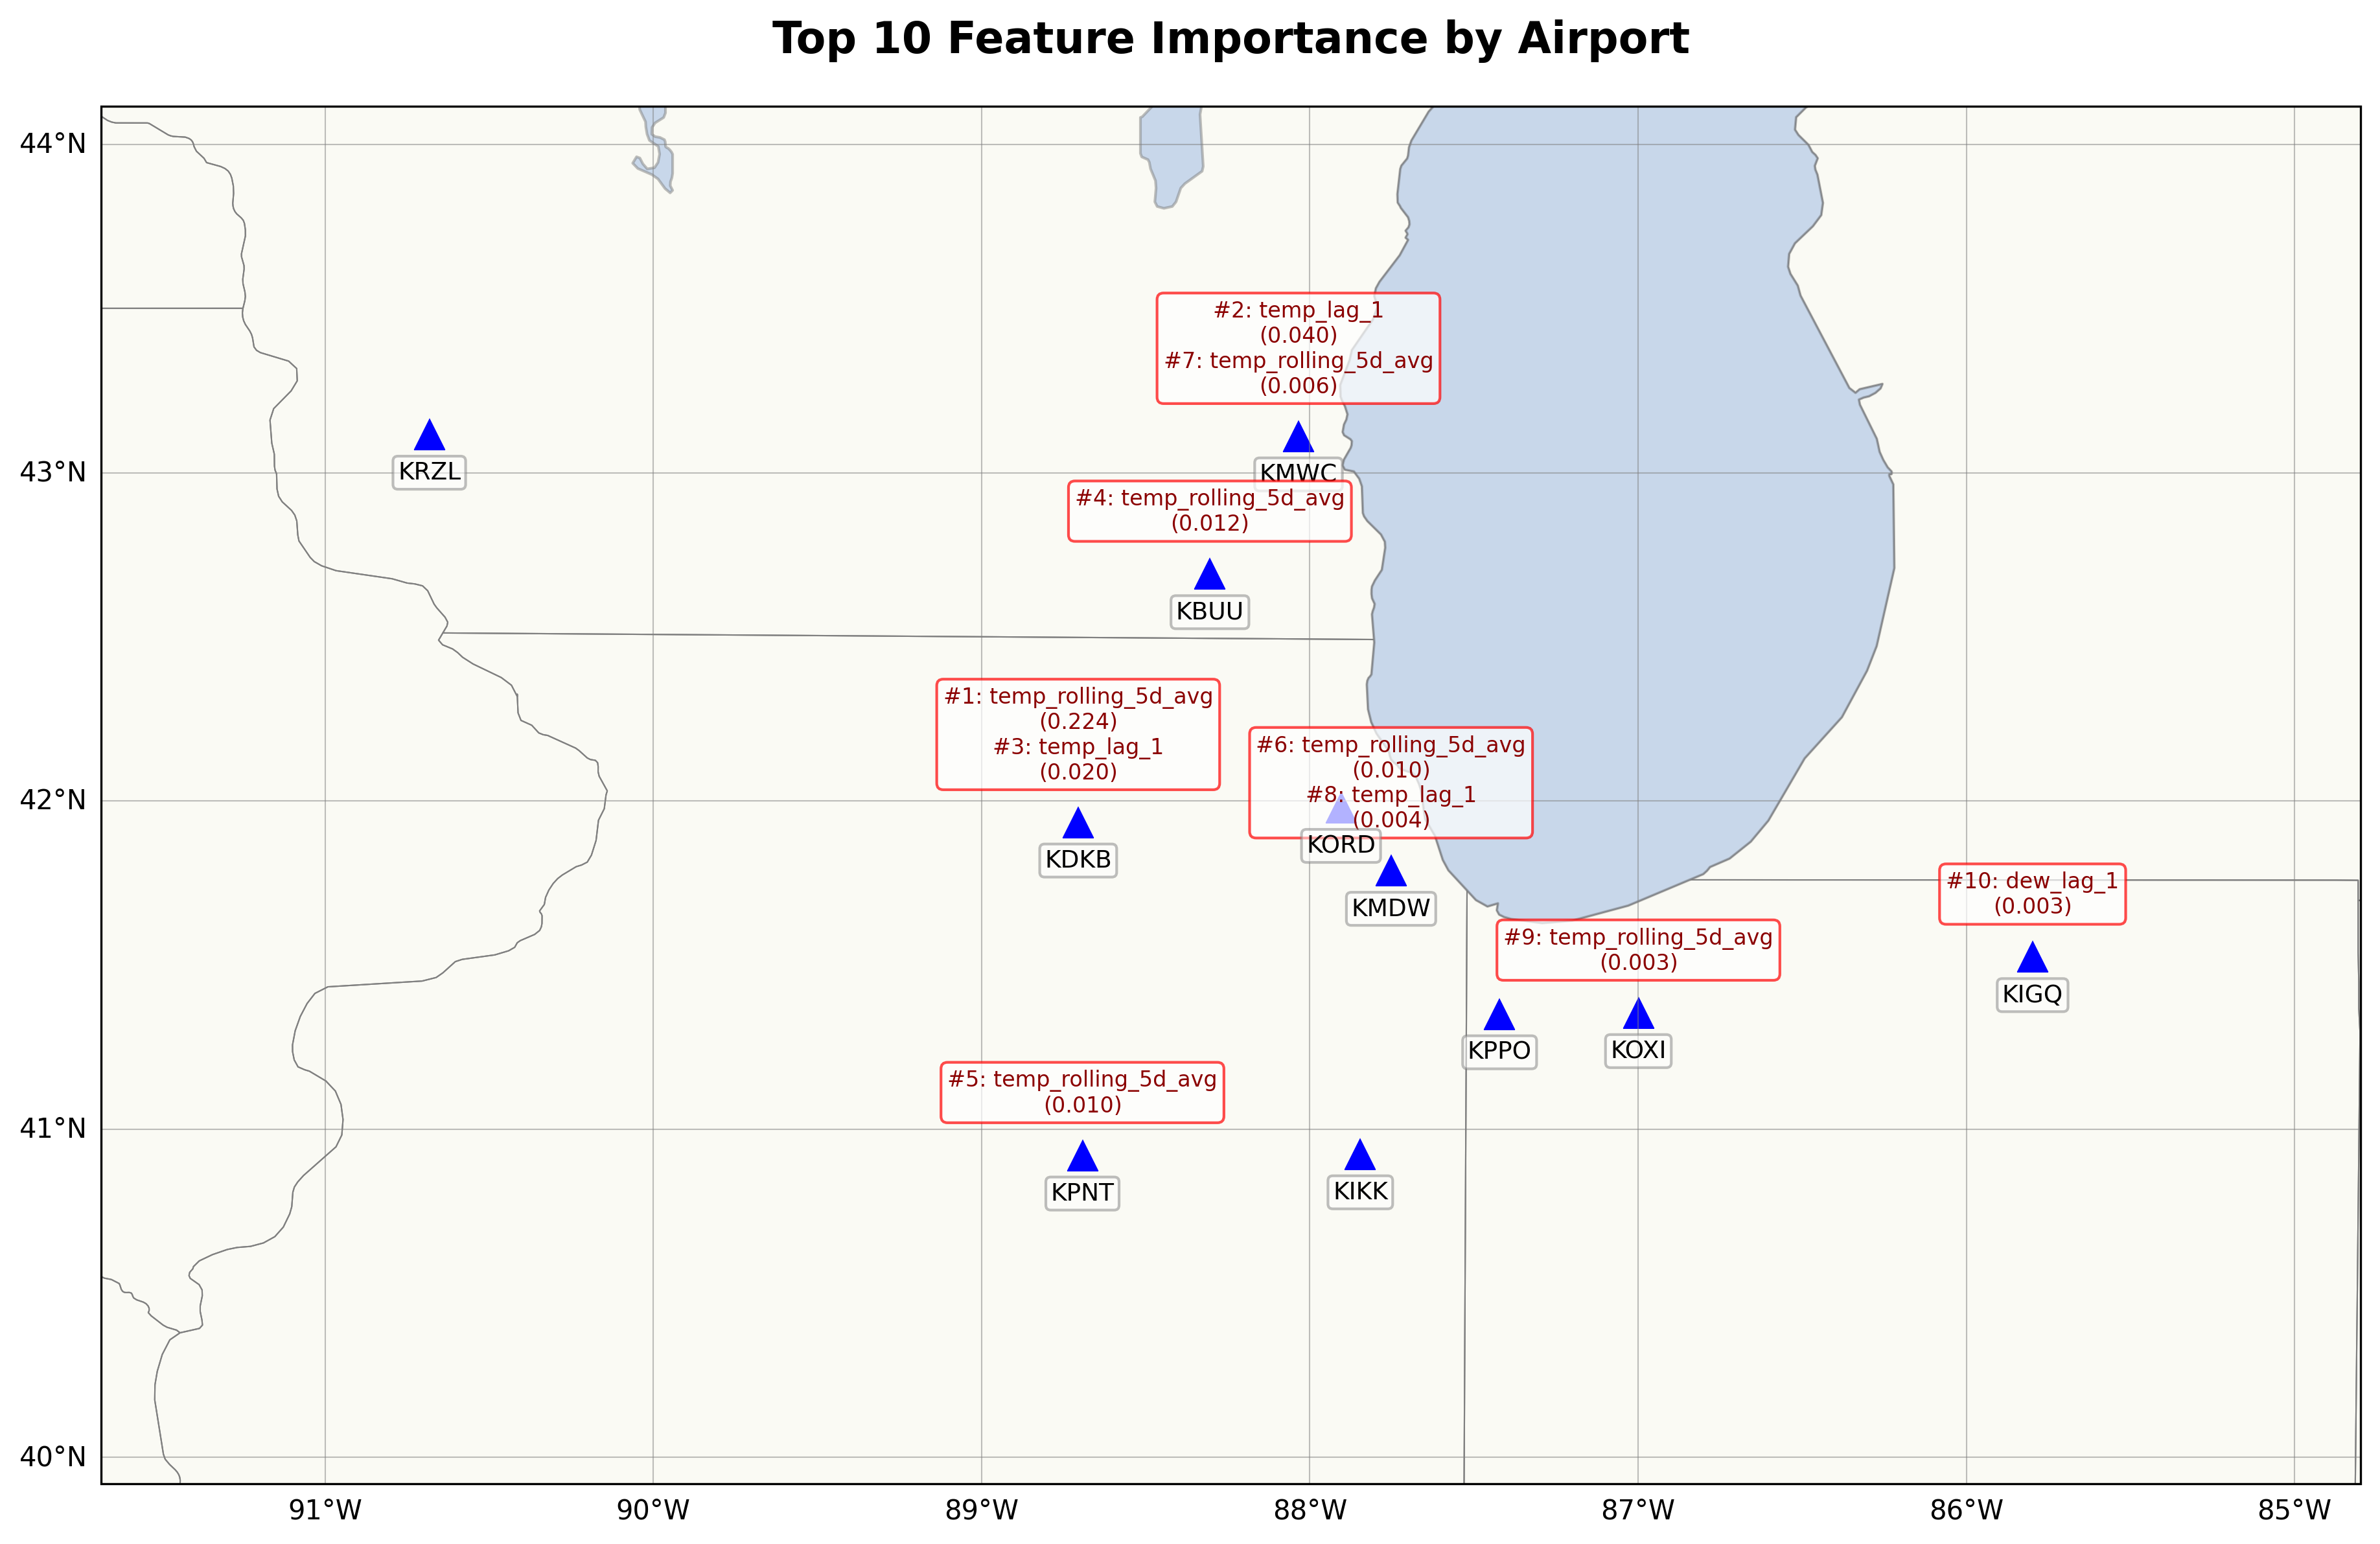 Top 10 Feature Importance by Airport
44°N
43°N
42°N
41°N
40°N
#2: temp_lag_1
(0.040)
#7: temp_rolling_5d_avg
(0.006)
KRZL
KMWC
#4: temp_rolling_5d_avg
(0.012)
KBUU
#1: temp_rolling_5d_avg
(0.224)
#3: temp_lag_1
(0.020)
KDKB
#6: temp_rolling_5d_avg
(0.010)
#8: temp_lag_1
(0.004)
KORD
KMDW
#10: dew_lag_1
(0.003)
KIGQ
#9: temp_rolling_5d_avg
(0.003)
KPPO
KOXI
#5: temp_rolling_5d_avg
(0.010)
KPNT
KIKK
91°W
90°W
89°W
88°W
87°W
86°W
85°W